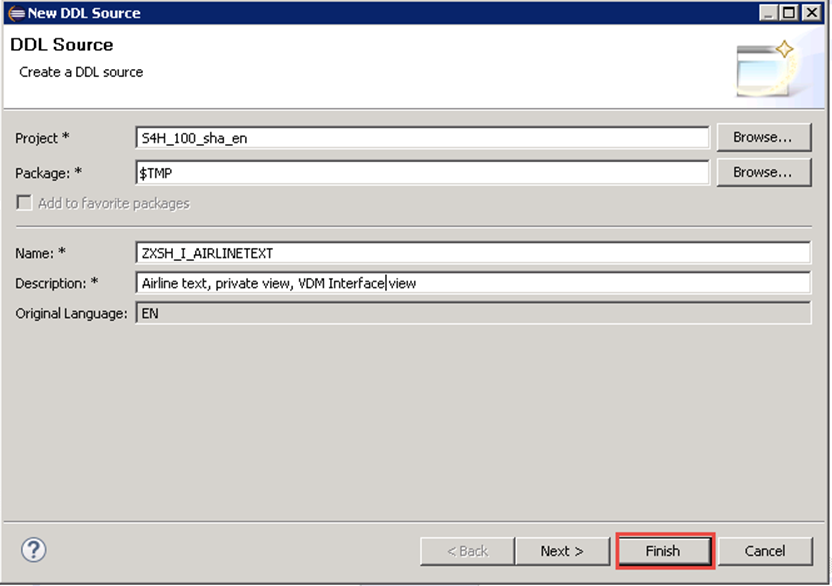 New DDL Source
DDL Source
Create a DDL source
Project * S4H_100_sha_en Browse...
Package: * $TMP Browse...
Add to favorite packages
Name: * ZXSH_I_AIRLINETEXT
Description: * Airline text, private view, VDM Interface view
Original Language: EN
? < Back Next > Finish Cancel